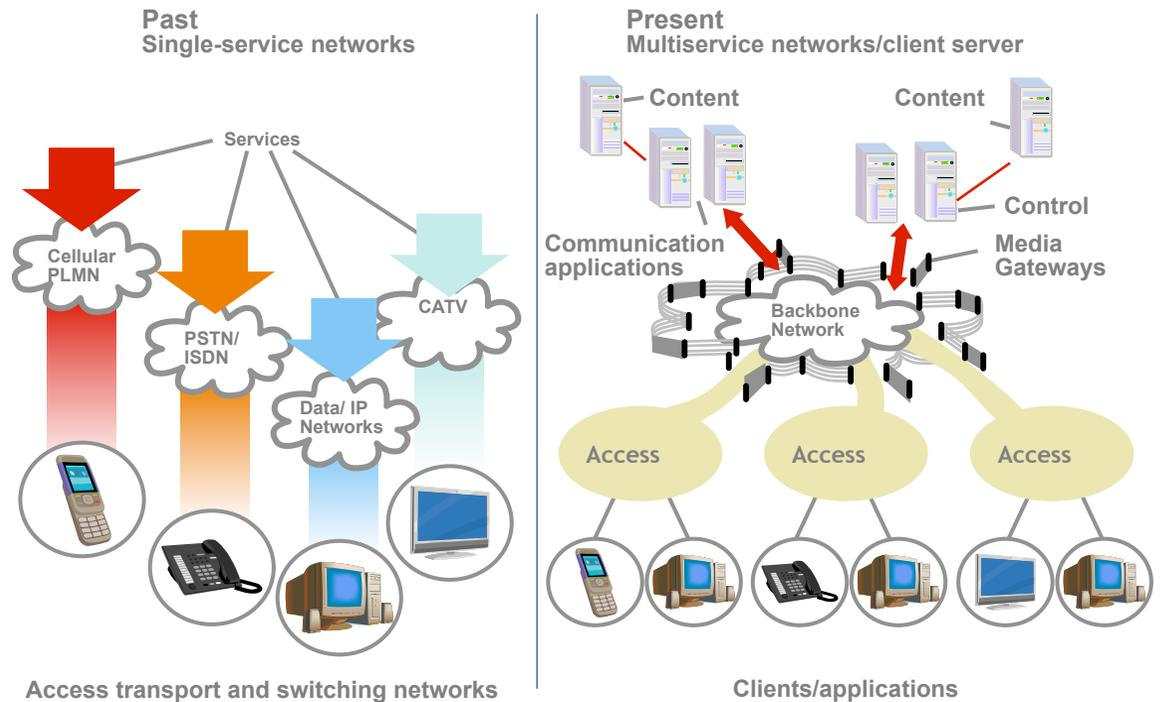 Past
Single-service networks
Services
Cellular
PLMN
PSTN/
ISDN
Data/ IP
Networks
CATV
Access transport and switching networks
Present
Multiservice networks/client server
Content
Content
Control
Communication
applications
Media
Gateways
Backbone
Network
Access
Access
Access
Clients/applications